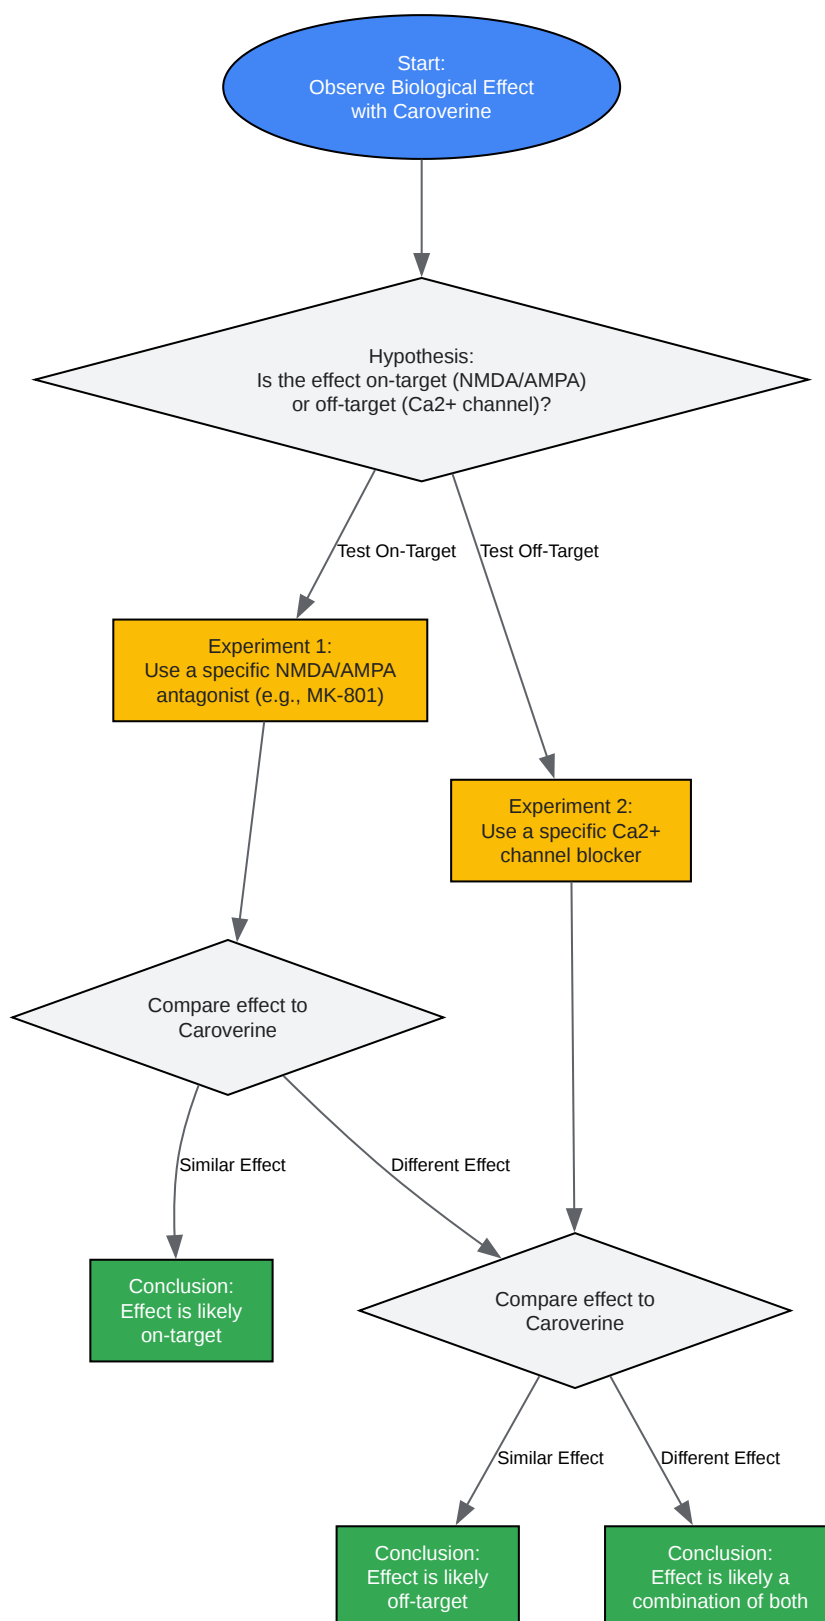 Start:
Observe Biological Effect
with Caroverine
Hypothesis:
Is the effect on-target (NMDA/AMPA)
or off-target (Ca2+ channel)?
Test On-Target
Test Off-Target
Experiment 1:
Use a specific NMDA/AMPA
antagonist (e.g., MK-801)
Experiment 2:
Use a specific Ca2+
channel blocker
Compare effect to
Caroverine
Similar Effect
Different Effect
Conclusion:
Effect is likely
on-target
Compare effect to
Caroverine
Similar Effect
Different Effect
Conclusion:
Effect is likely
off-target
Conclusion:
Effect is likely a
combination of both